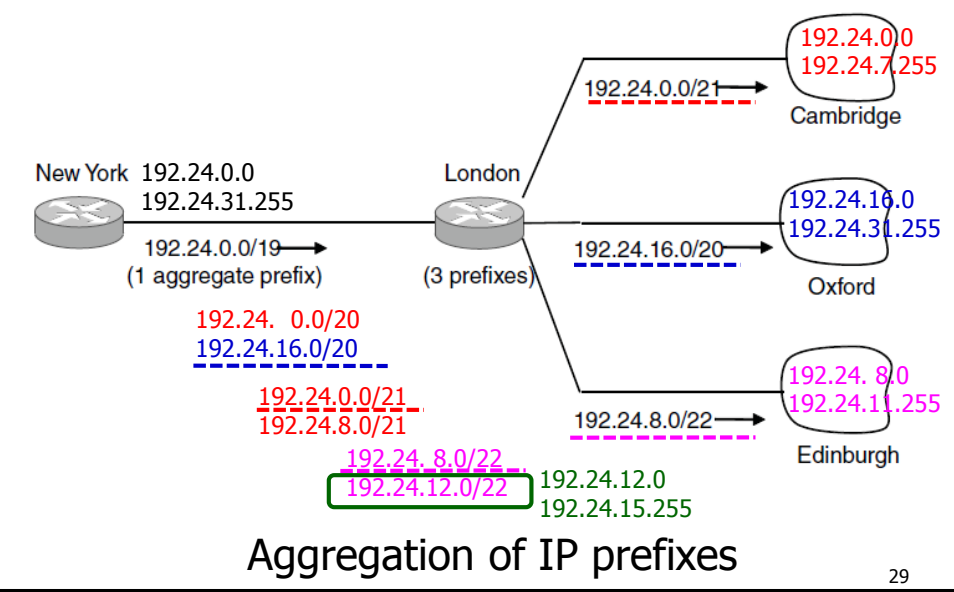 192.24.0.0
192.24.7.255
192.24.0.0/21
Cambridge
New York
192.24.0.0
192.24.31.255
London
192.24.0.0/19
(1 aggregate prefix)
(3 prefixes)
192.24.16.0
192.24.31.255
192.24.16.0/20
Oxford
192.24. 0.0/20
192.24.16.0/20
192.24.0.0/21
192.24.8.0/21
192.24. 8.0
192.24.11.255
192.24.8.0/22
Edinburgh
192.24. 8.0/22
192.24.12.0/22
192.24.12.0
192.24.15.255
Aggregation of IP prefixes
29